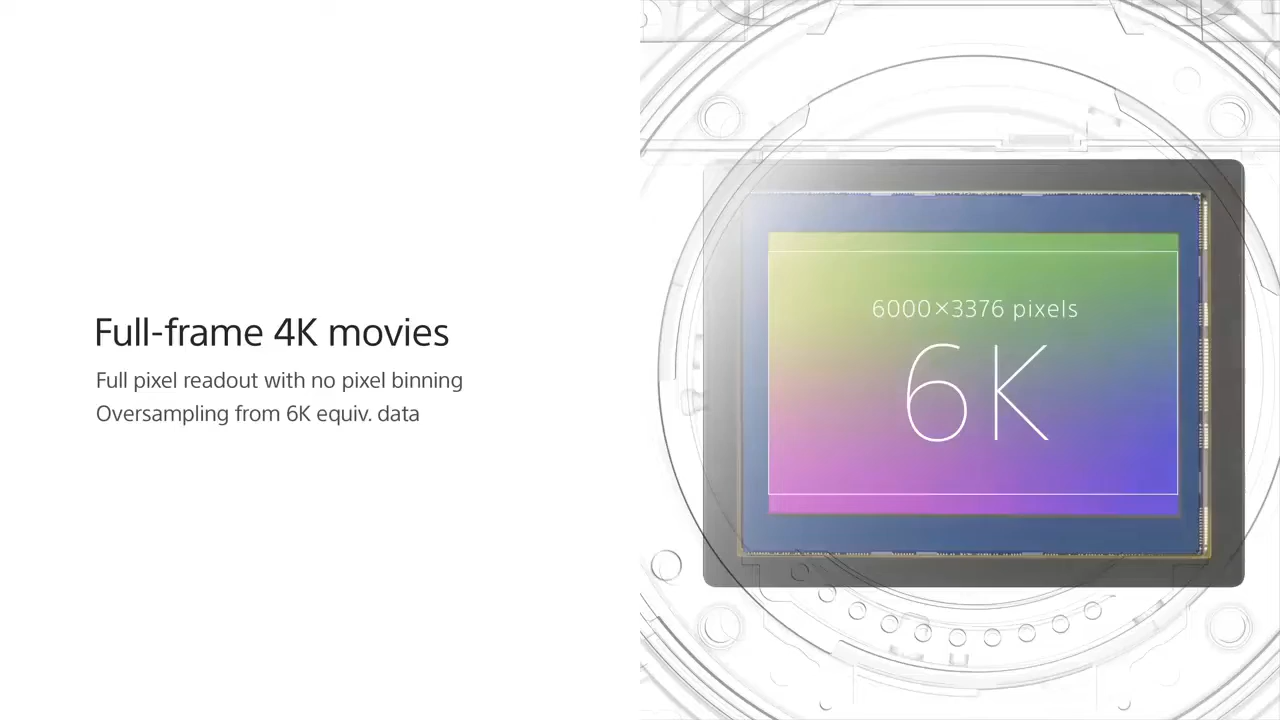 Full-frame 4K movies
Full pixel readout with no pixel binning
Oversampling from 6K equiv. data
6000×3376 pixels
6K